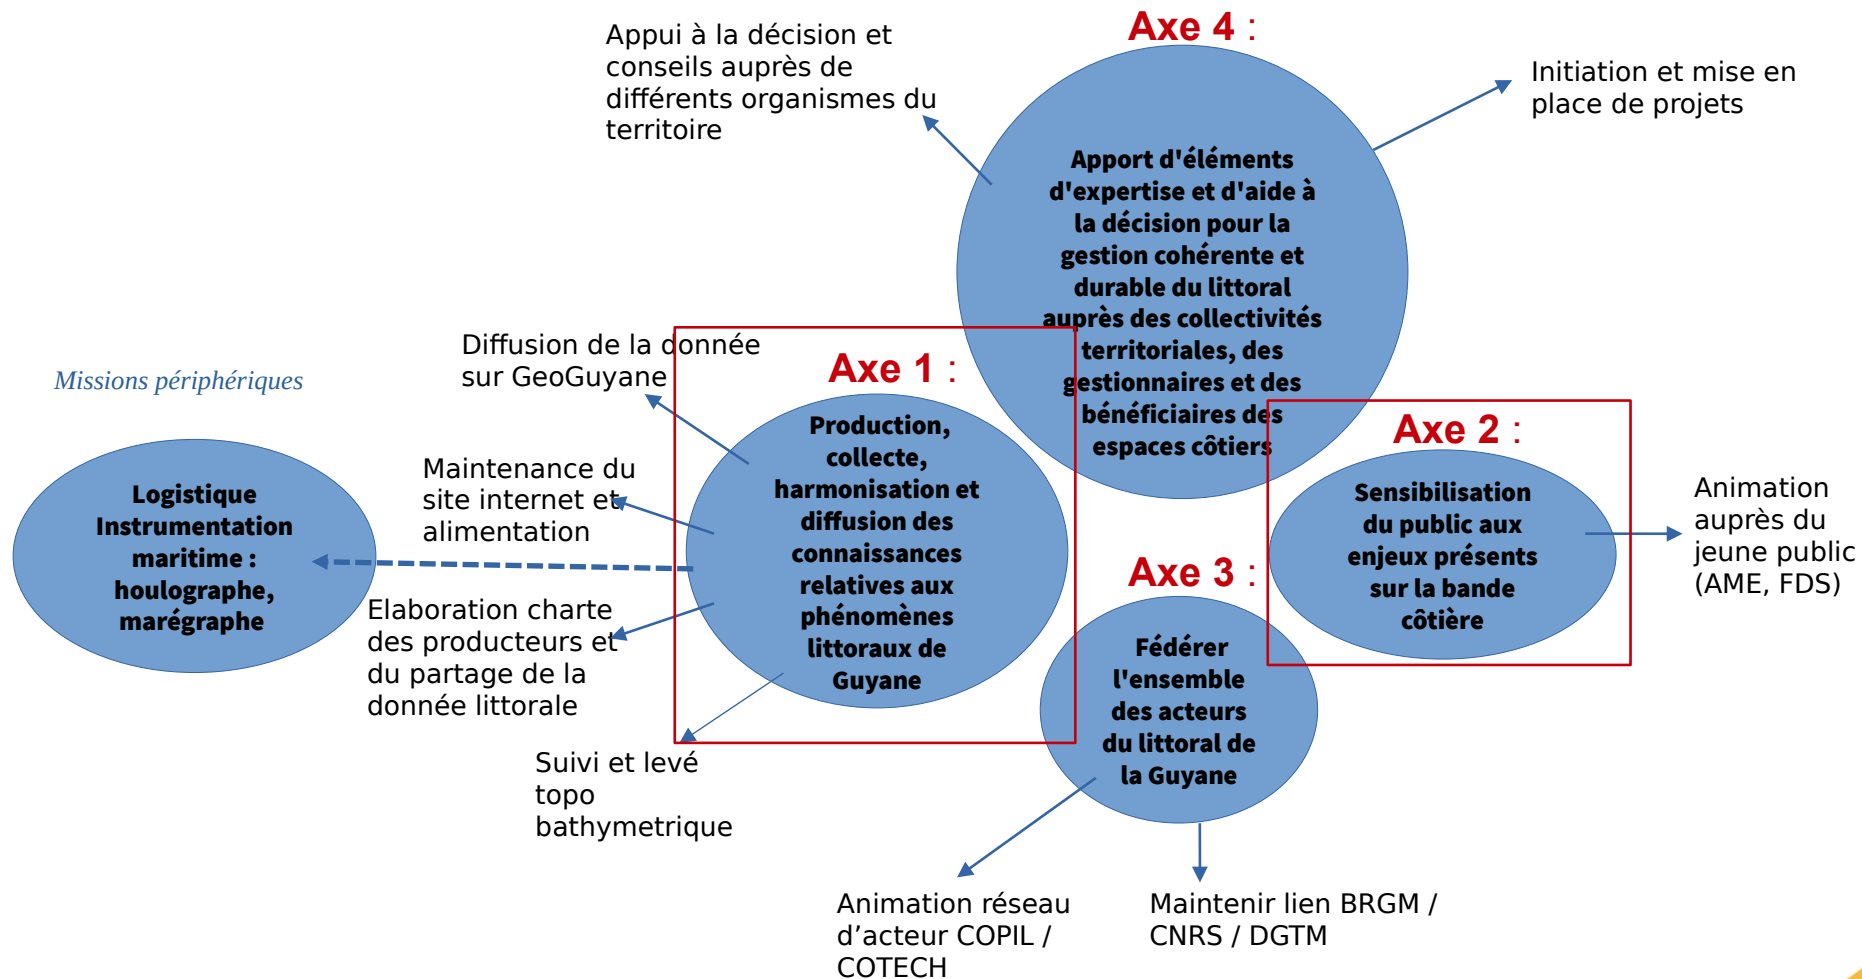 Axe 4 :
Appui à la décision et
conseils auprès de
différents organismes du
territoire
Initiation et mise en
place de projets
Apport d'éléments
d'expertise et d'aide à
la décision pour la
gestion cohérente et
durable du littoral
auprès des collectivités
territoriales, des
gestionnaires et des
bénéficiaires des
espaces côtiers
Diffusion de la donnée
sur GeoGuyane
Axe 1 :
Missions périphériques
Production,
collecte,
harmonisation et
diffusion des
connaissances
relatives aux
phénomènes
littoraux de
Guyane
Maintenance du
site internet et
alimentation
Logistique
Instrumentation
maritime :
houlographe,
marégraphe
Elaboration charte
des producteurs et
du partage de la
donnée littorale
Suivi et levé
topo
bathymetrique
Axe 2 :
Sensibilisation
du public aux
enjeux présents
sur la bande
côtière
Animation
auprès du
jeune public
(AME, FDS)
Axe 3 :
Fédérer
l'ensemble
des acteurs
du littoral de
la Guyane
Animation réseau
d’acteur COPIL /
COTECH
Maintenir lien BRGM /
CNRS / DGTM